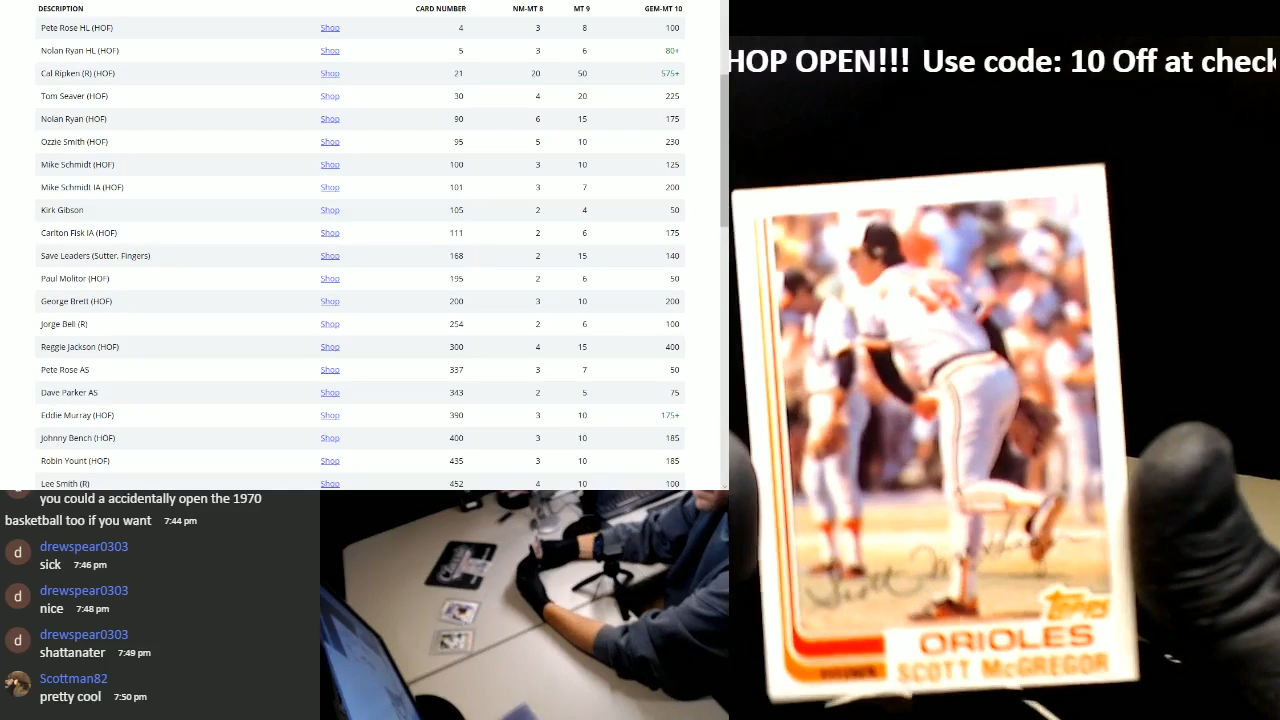 DESCRIPTION CARD NUMBER NM-MT 8 MT 9 GEM-MT 10
Pete Rose HL (HOF) Shop 4 3 8 100
Nolan Ryan HL (HOF) Shop 5 3 6 80+
Cal Ripken (R) (HOF) Shop 21 20 50 575+
Tom Seaver (HOF) Shop 30 4 20 225
Nolan Ryan (HOF) Shop 90 6 15 175
Ozzie Smith (HOF) Shop 95 5 10 230
Mike Schmidt (HOF) Shop 100 3 10 125
Mike Schmidt IA (HOF) Shop 101 3 7 200
Kirk Gibson Shop 105 2 4 50
Carlton Fisk IA (HOF) Shop 111 2 6 175
Save Leaders (Sutter. Fingers) Shop 168 2 15 140
Paul Molitor (HOF) Shop 195 2 6 50
George Brett (HOF) Shop 200 3 10 200
Jorge Bell (R) Shop 254 2 6 100
Reggie Jackson (HOF) Shop 300 4 15 400
Pete Rose AS Shop 337 3 7 50
Dave Parker AS Shop 343 2 5 75
Eddie Murray (HOF) Shop 390 3 10 175+
Johnny Bench (HOF) Shop 400 3 10 185
Robin Yount (HOF) Shop 435 3 10 185
Lee Smith (R) Shop 452 4 10 100
you could a accidentally open the 1970
basketball too if you want 7:44 pm
d drewspear0303
sick 7:46 pm
d drewspear0303
nice 7:48 pm
d drewspear0303
shattanater 7:49 pm
Scottman82
pretty cool 7:50 pm
HOP OPEN!!! Use code: 10 Off at check
Topps
ORIOLES
PITCHER SCOTT McGREGOR